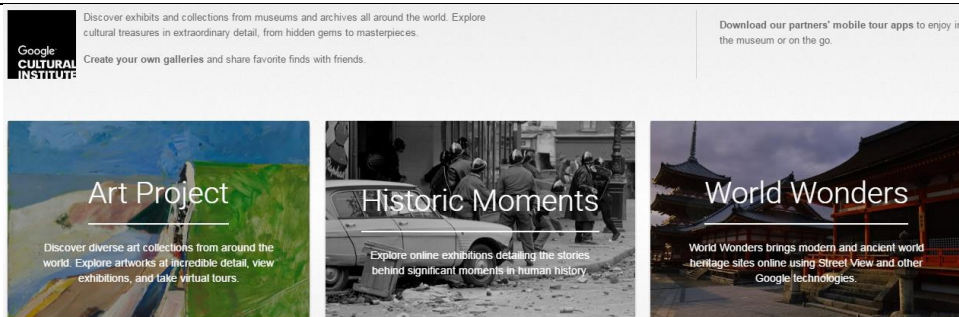 Google
CULTURAL
INSTITUTE
Discover exhibits and collections from museums and archives all around the world. Explore
cultural treasures in extraordinary detail, from hidden gems to masterpieces.
Create your own galleries and share favorite finds with friends.
Download our partners' mobile tour apps to enjoy
the museum or on the go.
Art Project
Discover diverse art collections from around the
world. Explore artworks at incredible detail, view
exhibitions, and take virtual tours.
Historic Moments
Explore online exhibitions detailing the stories
behind significant moments in human history.
World Wonders
World Wonders brings modern and ancient world
heritage sites online using Street View and other
Google technologies.